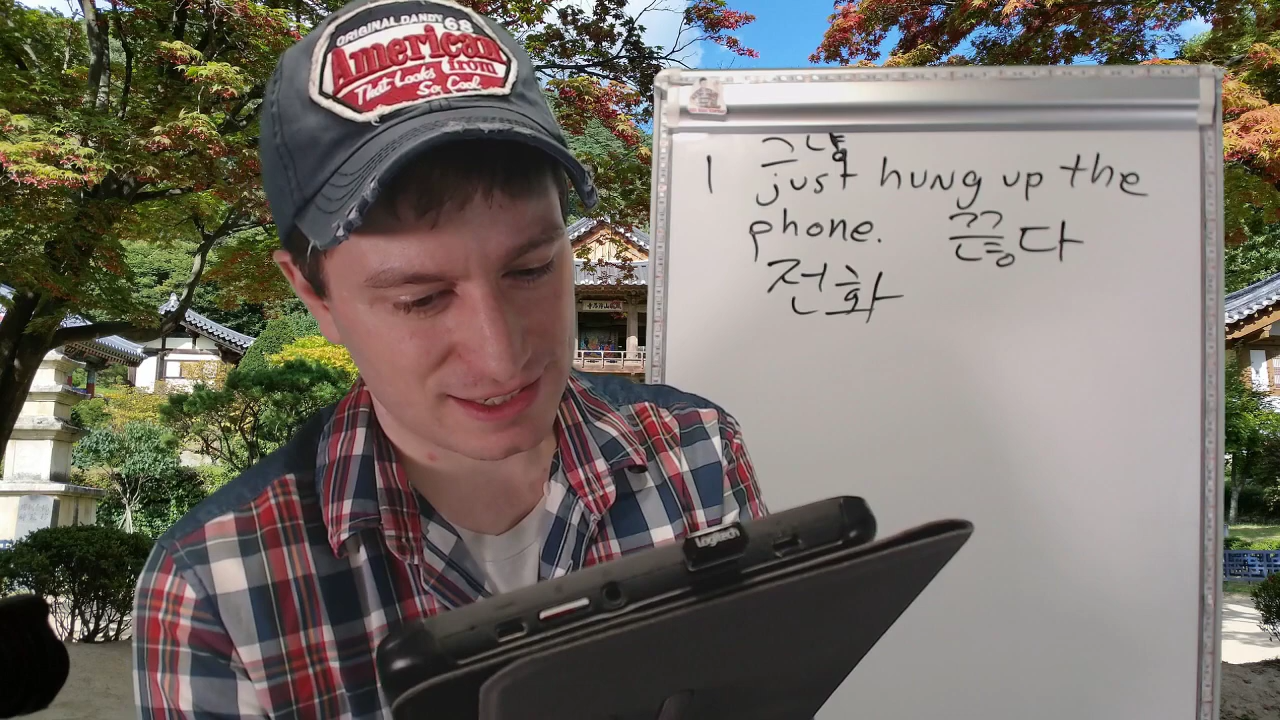 ORIGINAL DANDY 68
American
That Looks from
So Cool
그냥
I just hung up the
phone. 끊다
전화
Logitech